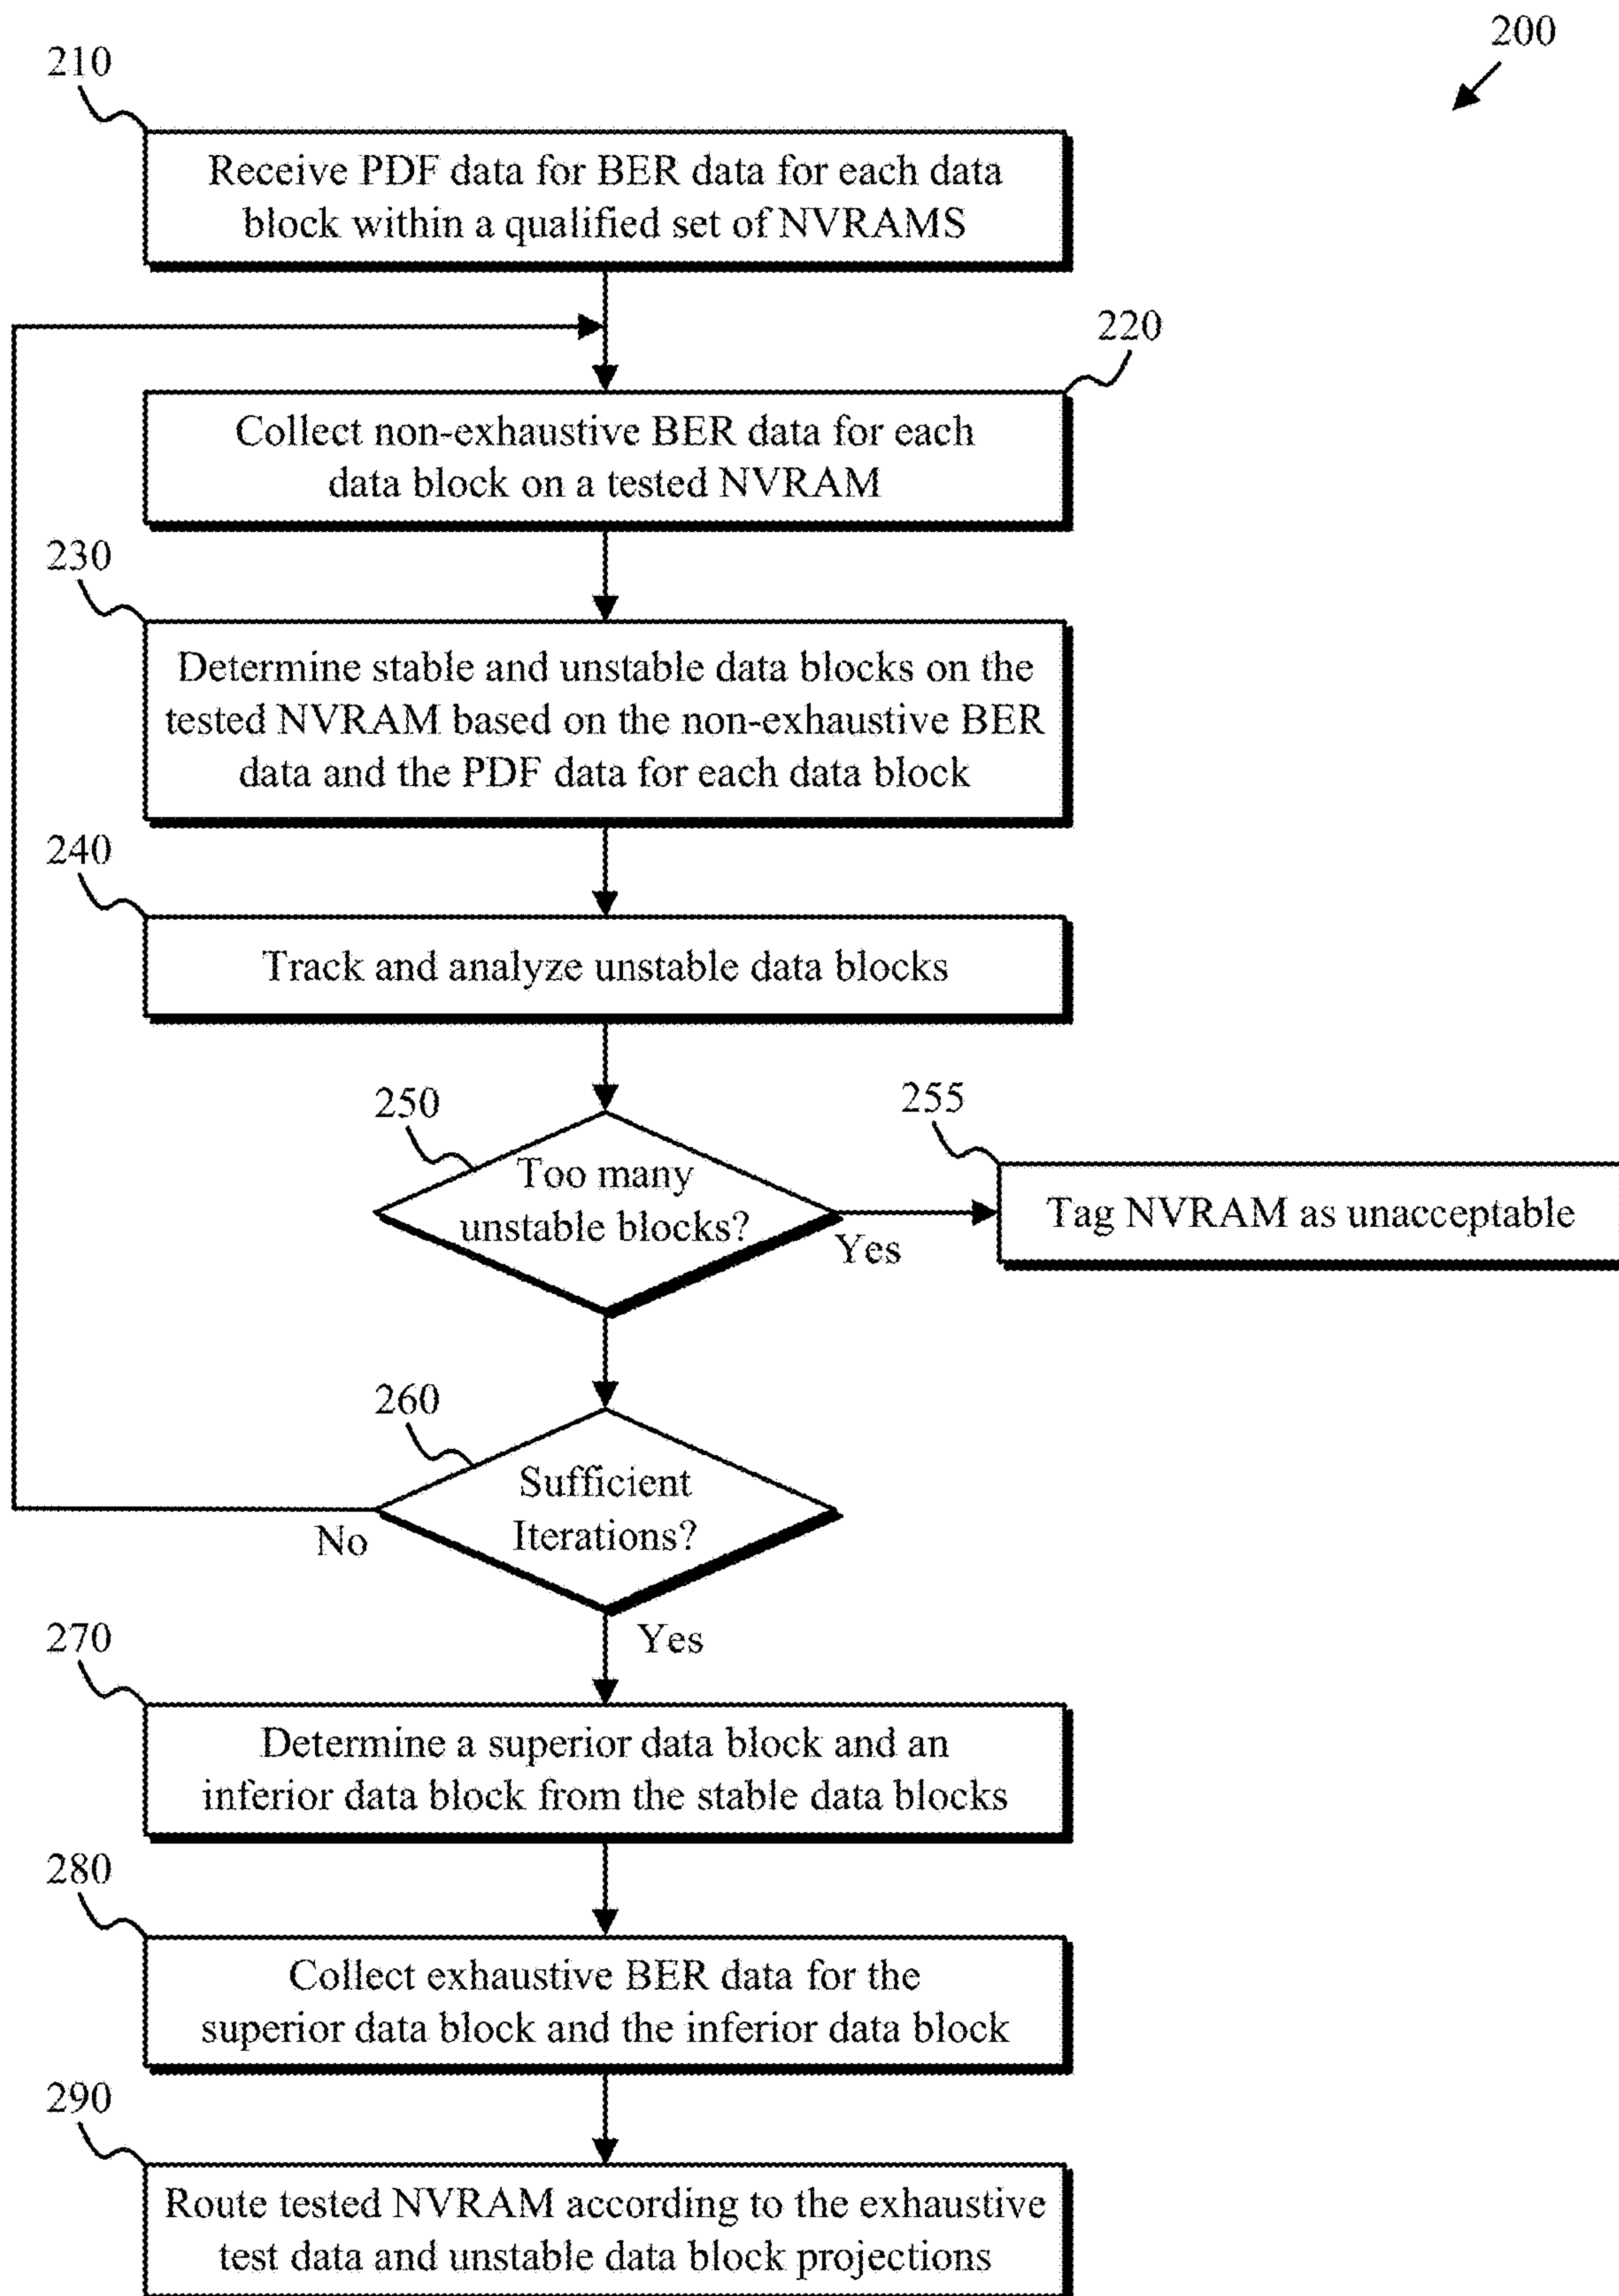 200
210
Receive PDF data for BER data for each data
block within a qualified set of NVRAMS
220
Collect non-exhaustive BER data for each
data block on a tested NVRAM
230
Determine stable and unstable data blocks on the
tested NVRAM based on the non-exhaustive BER
data and the PDF data for each data block
240
Track and analyze unstable data blocks
250
Too many
unstable blocks?
Yes
255
Tag NVRAM as unacceptable
260
Sufficient
Iterations?
No
Yes
270
Determine a superior data block and an
inferior data block from the stable data blocks
280
Collect exhaustive BER data for the
superior data block and the inferior data block
290
Route tested NVRAM according to the exhaustive
test data and unstable data block projections